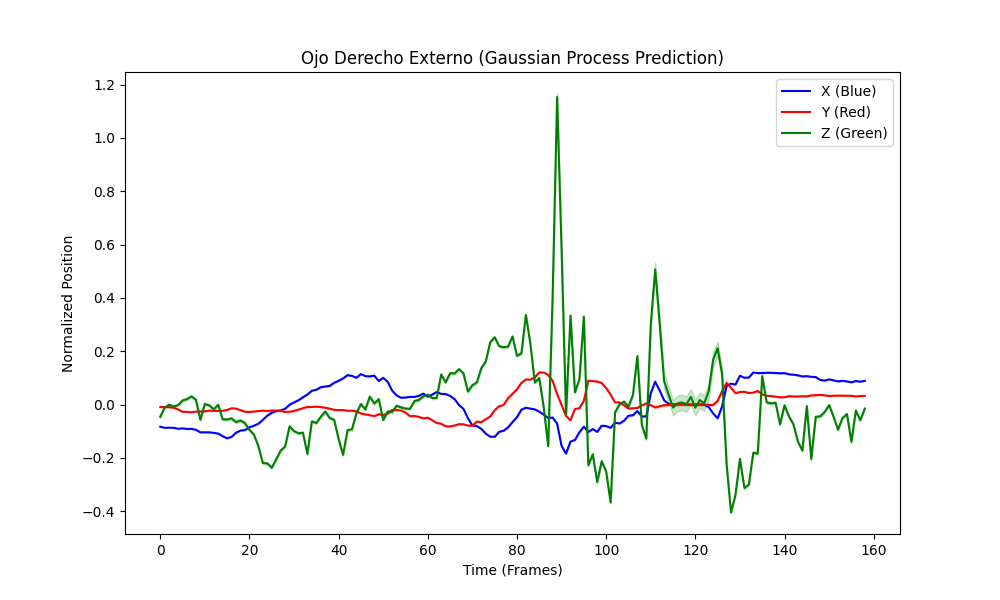 Ojo Derecho Externo (Gaussian Process Prediction)
X (Blue)
Y (Red)
Z (Green)
Normalized Position
1.2
1.0
0.8
0.6
0.4
0.2
0.0
−0.2
−0.4
0 20 40 60 80 100 120 140 160
Time (Frames)